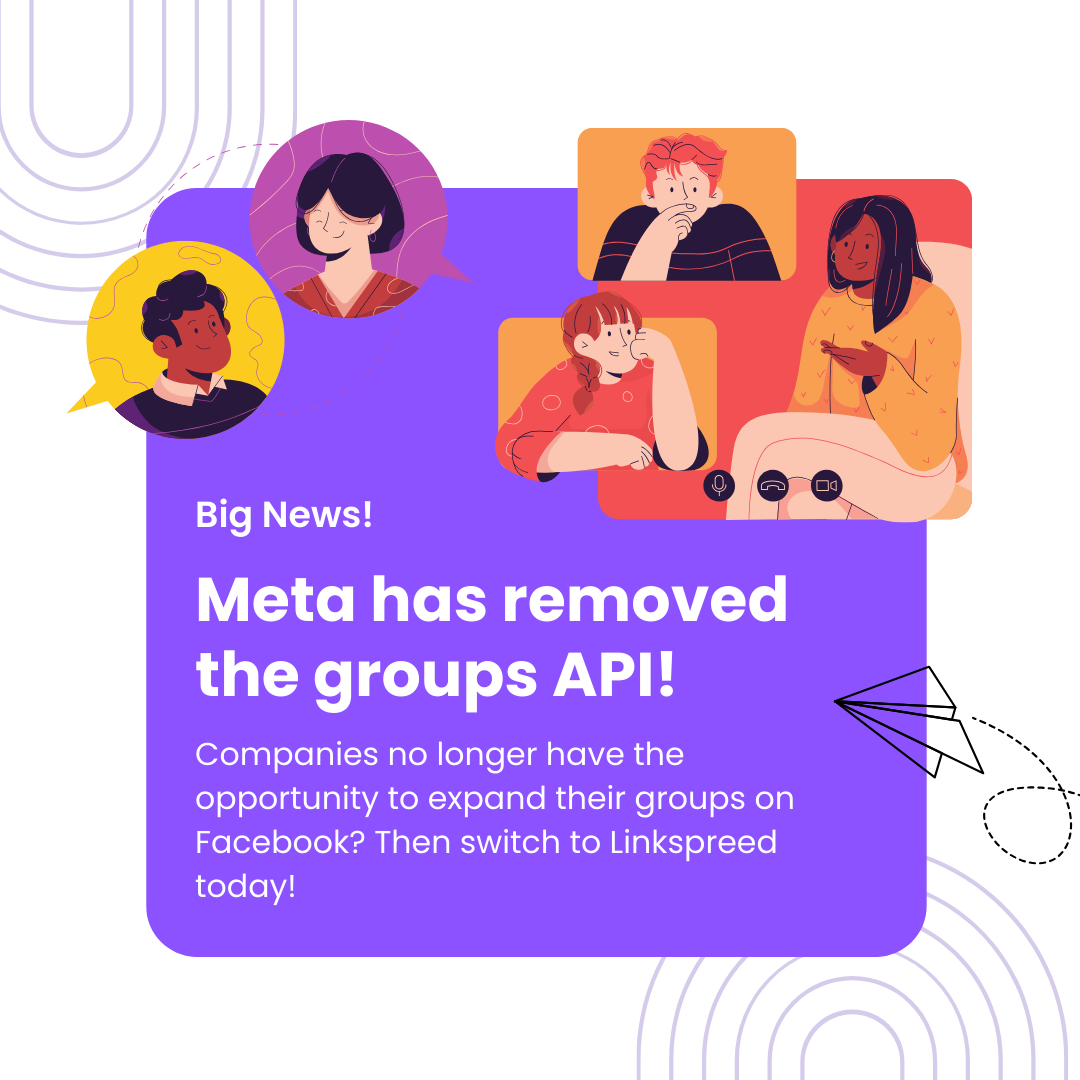 Big News!
Meta has removed
the groups API!
Companies no longer have the
opportunity to expand their groups on
Facebook? Then switch to Linkspreed
today!